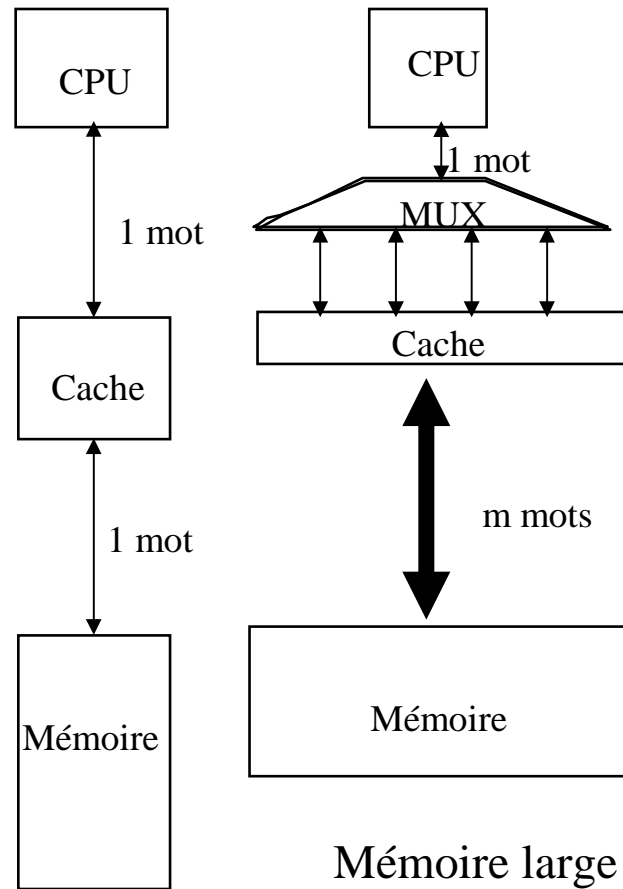 CPU
1 mot
Cache
1 mot
Mémoire
CPU
1 mot
MUX
Cache
m mots
Mémoire
Mémoire large